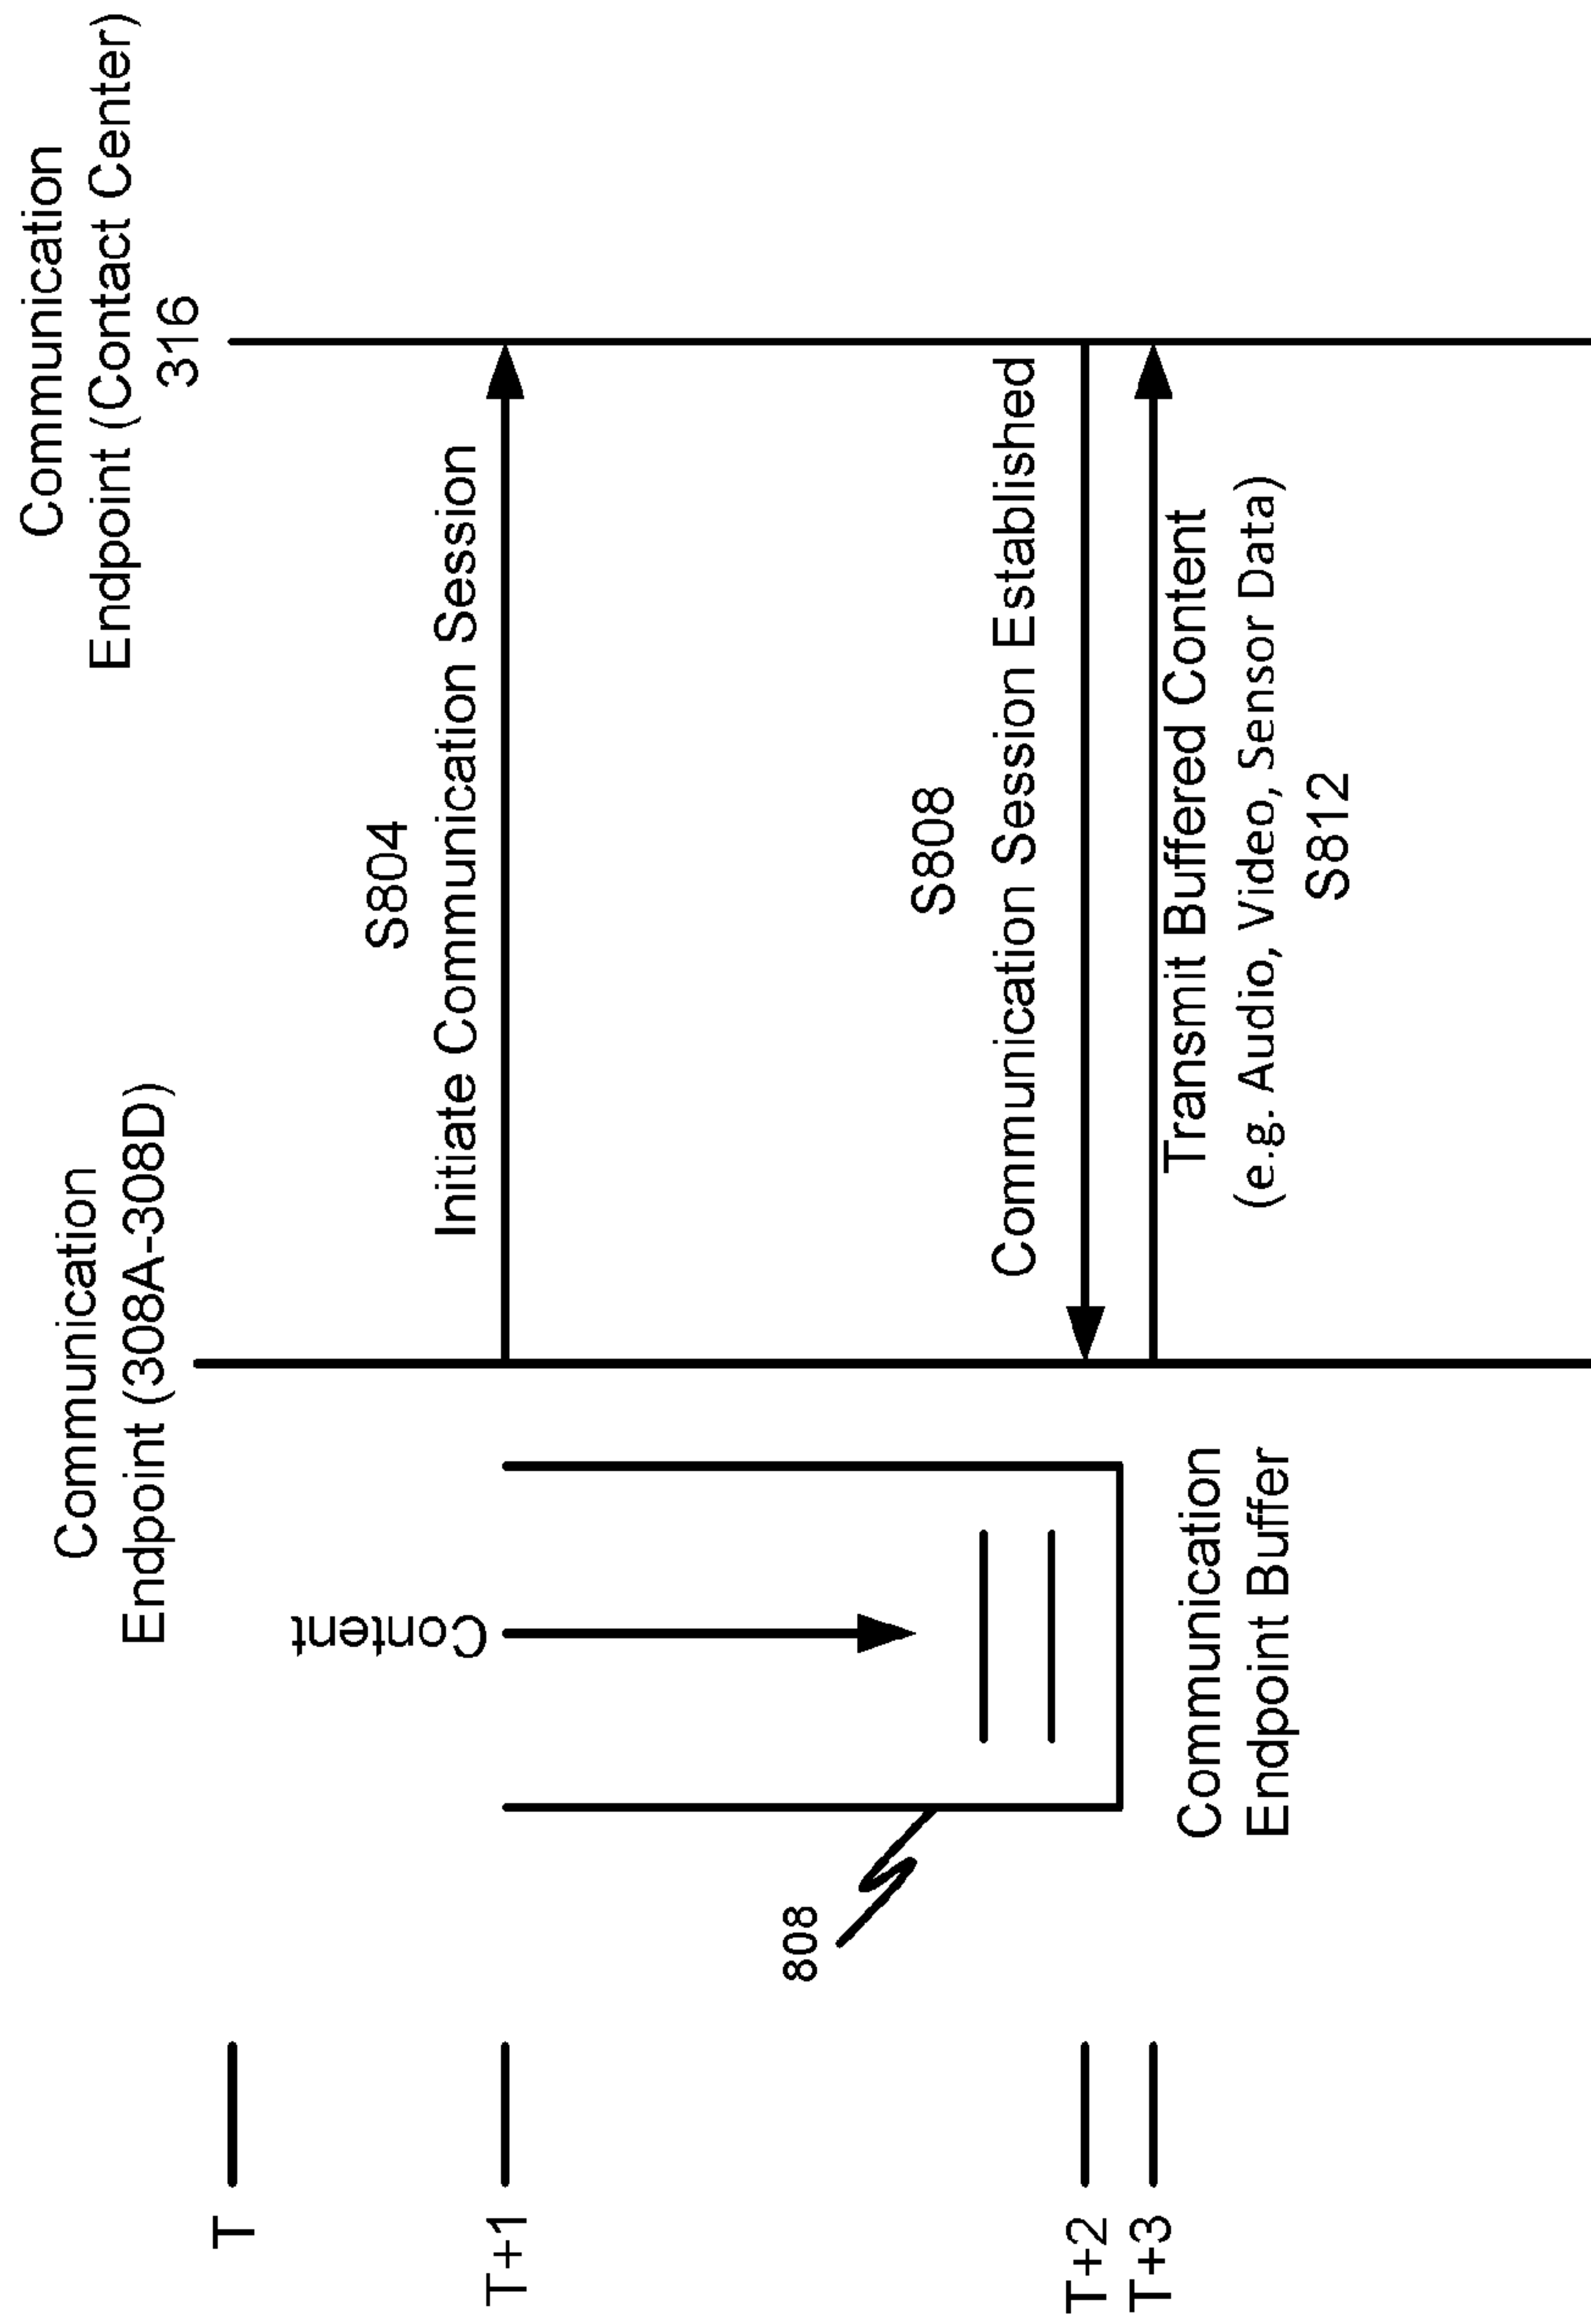 T
T+1
T+2
T+3
Communication
Endpoint (308A-308D)
Communication
Endpoint (Contact Center)
316
Content
808
Communication
Endpoint Buffer
S804
Initiate Communication Session
S808
Communication Session Established
Transmit Buffered Content
(e.g. Audio, Video, Sensor Data)
S812